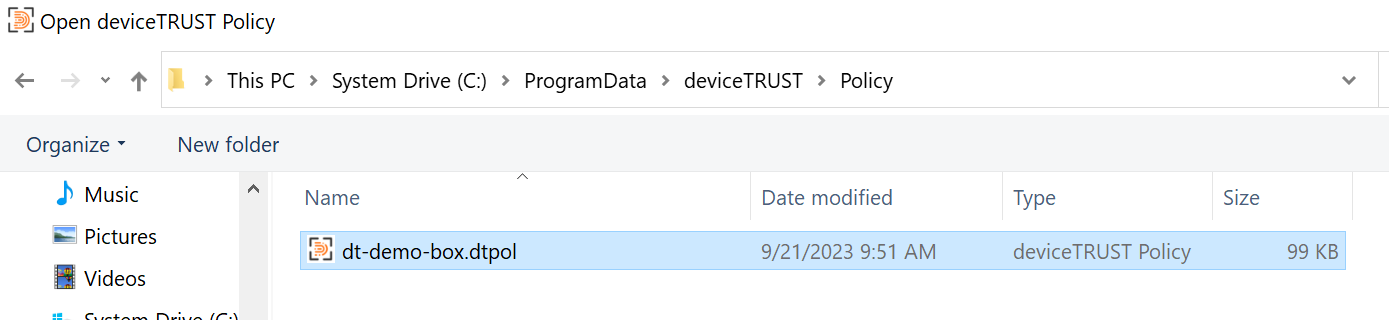 Open deviceTRUST Policy
This PC System Drive (C:) ProgramData deviceTRUST Policy
Organize New folder
Name Date modified Type Size
Music
dt-demo-box.dtpol 9/21/2023 9:51 AM deviceTRUST Policy 99 KB
Pictures
Videos
System Drive (C:)